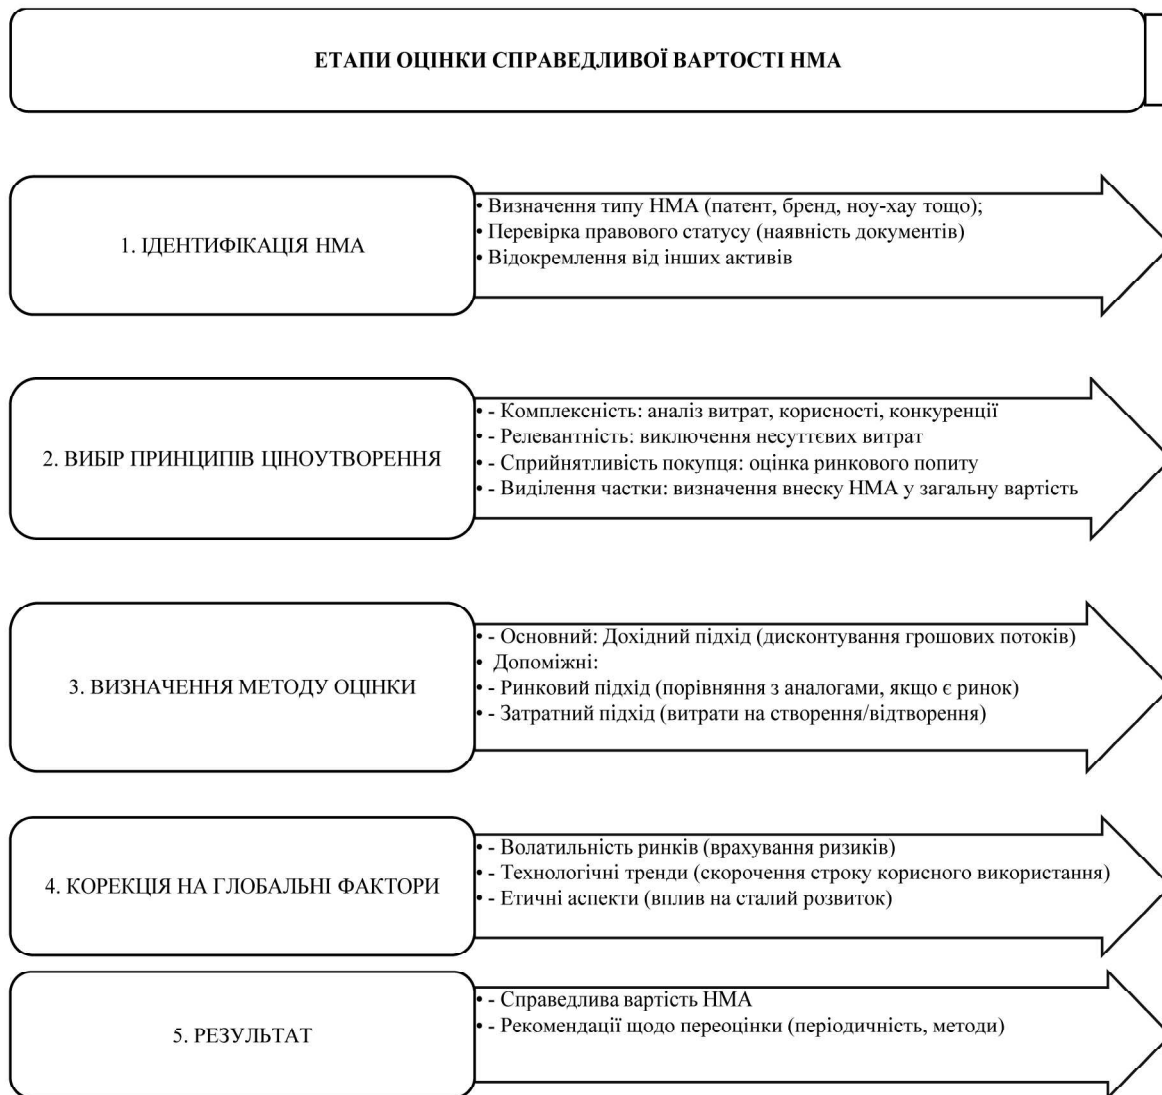 ЕТАПИ ОЦІНКИ СПРАВЕДЛИВОЇ ВАРТОСТІ НМА
1. ІДЕНТИФІКАЦІЯ НМА
• Визначення типу НМА (патент, бренд, ноу-хау тощо);
• Перевірка правового статусу (наявність документів)
• Відокремлення від інших активів
2. ВИБІР ПРИНЦИПІВ ЦІНОУТВОРЕННЯ
• - Комплексність: аналіз витрат, корисності, конкуренції
• - Релевантність: виключення несуттєвих витрат
• - Сприйнятливість покупця: оцінка ринкового попиту
• - Виділення частки: визначення внеску НМА у загальну вартість
3. ВИЗНАЧЕННЯ МЕТОДУ ОЦІНКИ
• - Основний: Дохідний підхід (дисконтування грошових потоків)
• Допоміжні:
• - Ринковий підхід (порівняння з аналогами, якщо є ринок)
• - Затратний підхід (витрати на створення/відтворення)
4. КОРЕКЦІЯ НА ГЛОБАЛЬНІ ФАКТОРИ
• - Волатильність ринків (врахування ризиків)
• - Технологічні тренди (скорочення строку корисного використання)
• - Етичні аспекти (вплив на сталий розвиток)
5. РЕЗУЛЬТАТ
• - Справедлива вартість НМА
• - Рекомендації щодо переоцінки (періодичність, методи)